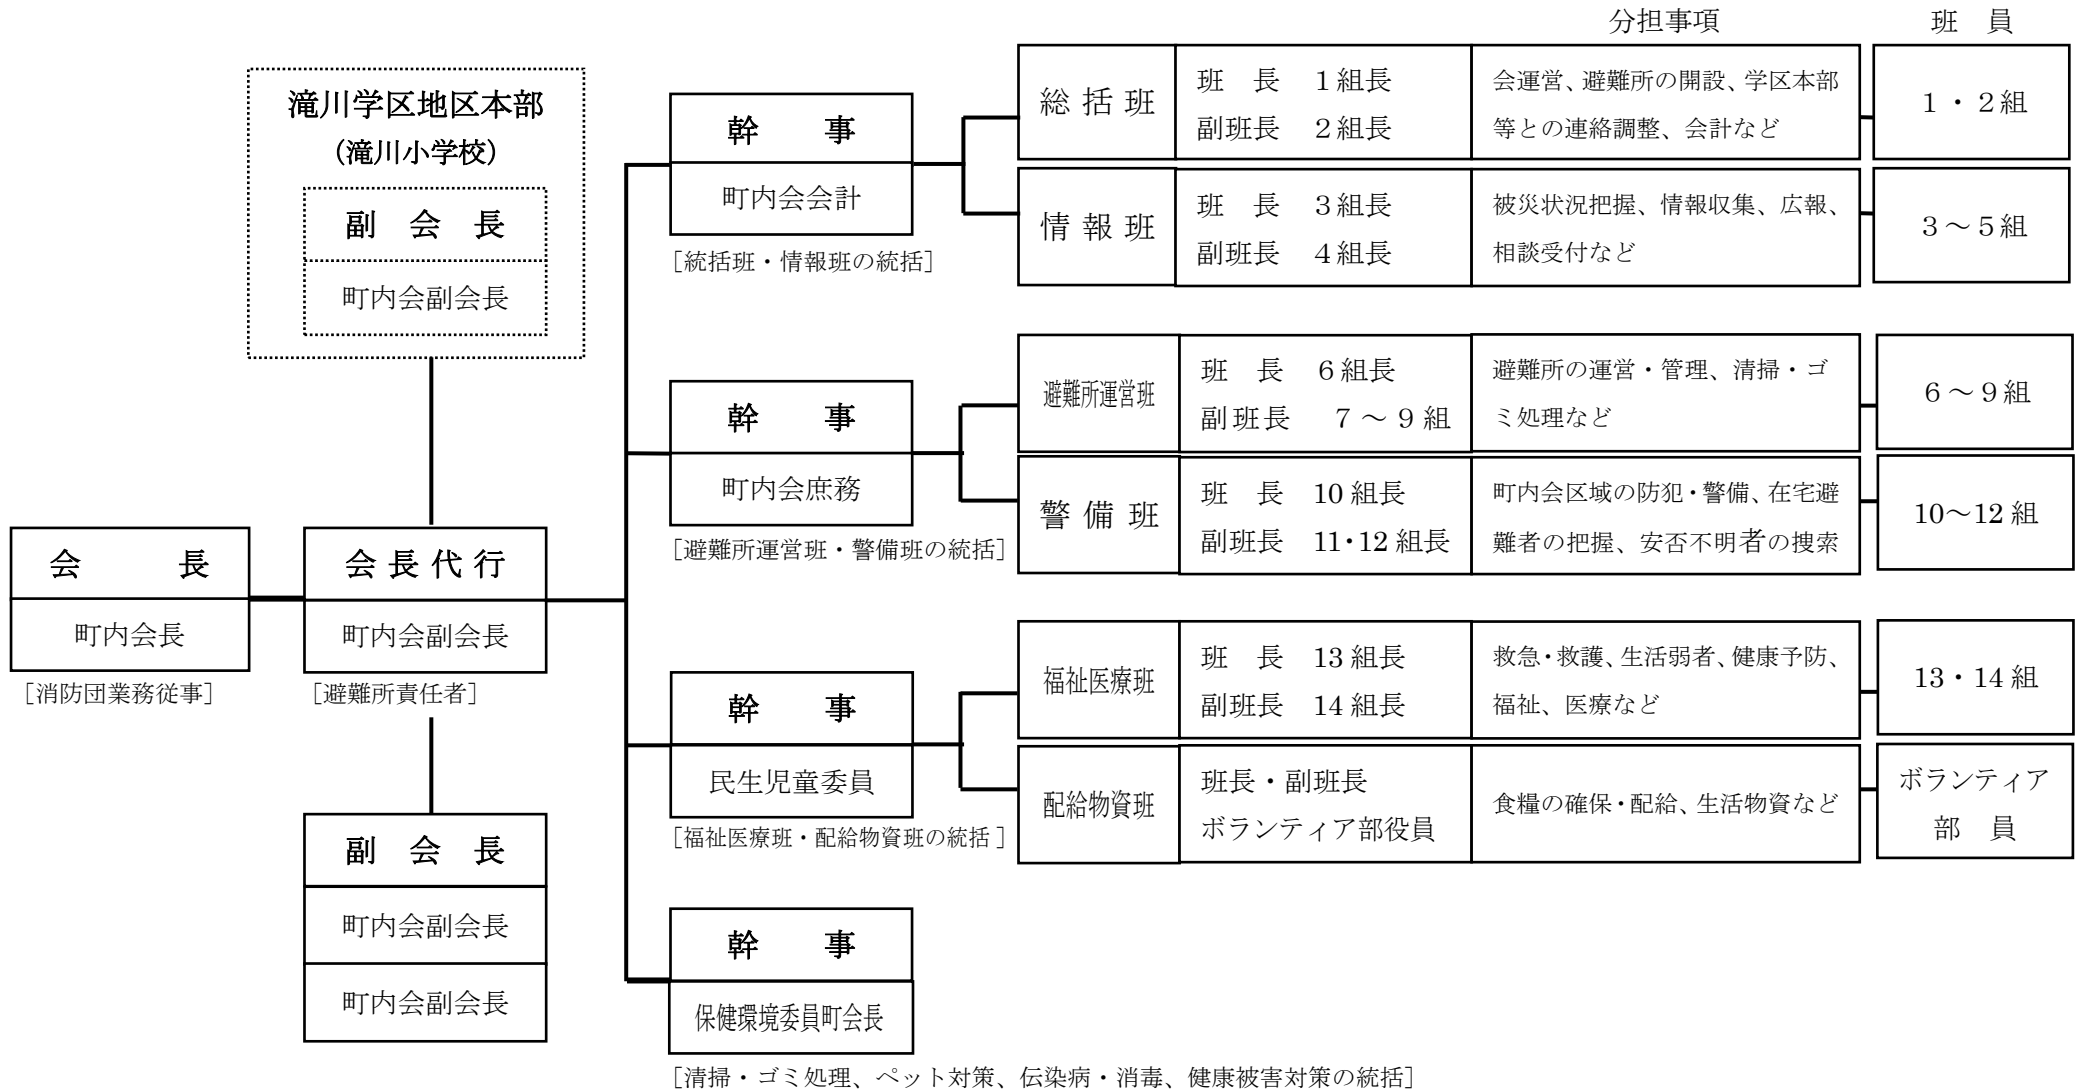 分担事項
班　員
滝川学区地区本部
(滝川小学校)
副　会　長
町内会副会長
会　　長
町内会長
[消防団業務従事]
会長代行
町内会副会長
[避難所責任者]
副　会　長
町内会副会長
町内会副会長
幹　　事
町内会会計
[統括班・情報班の統括]
総括班
班　長　1組長
副班長　2組長
会運営、避難所の開設、学区本部
等との連絡調整、会計など
1・2組
情報班
班　長　3組長
副班長　4組長
被災状況把握、情報収集、広報、
相談受付など
3～5組
幹　　事
町内会庶務
[避難所運営班・警備班の統括]
避難所運営班
班　長　6組長
副班長　7～9組
避難所の運営・管理、清掃・ゴ
ミ処理など
6～9組
警備班
班　長　10組長
副班長　11・12組長
町内会区域の防犯・警備、在宅避
難者の把握、安否不明者の捜索
10～12組
幹　　事
民生児童委員
[福祉医療班・配給物資班の統括]
福祉医療班
班　長　13組長
副班長　14組長
救急・救護、生活弱者、健康予防、
福祉、医療など
13・14組
配給物資班
班長・副班長
ボランティア部役員
食糧の確保・配給、生活物資など
ボランティア
部　員
幹　　事
保健環境委員町会長
[清掃・ゴミ処理、ペット対策、伝染病・消毒、健康被害対策の統括]